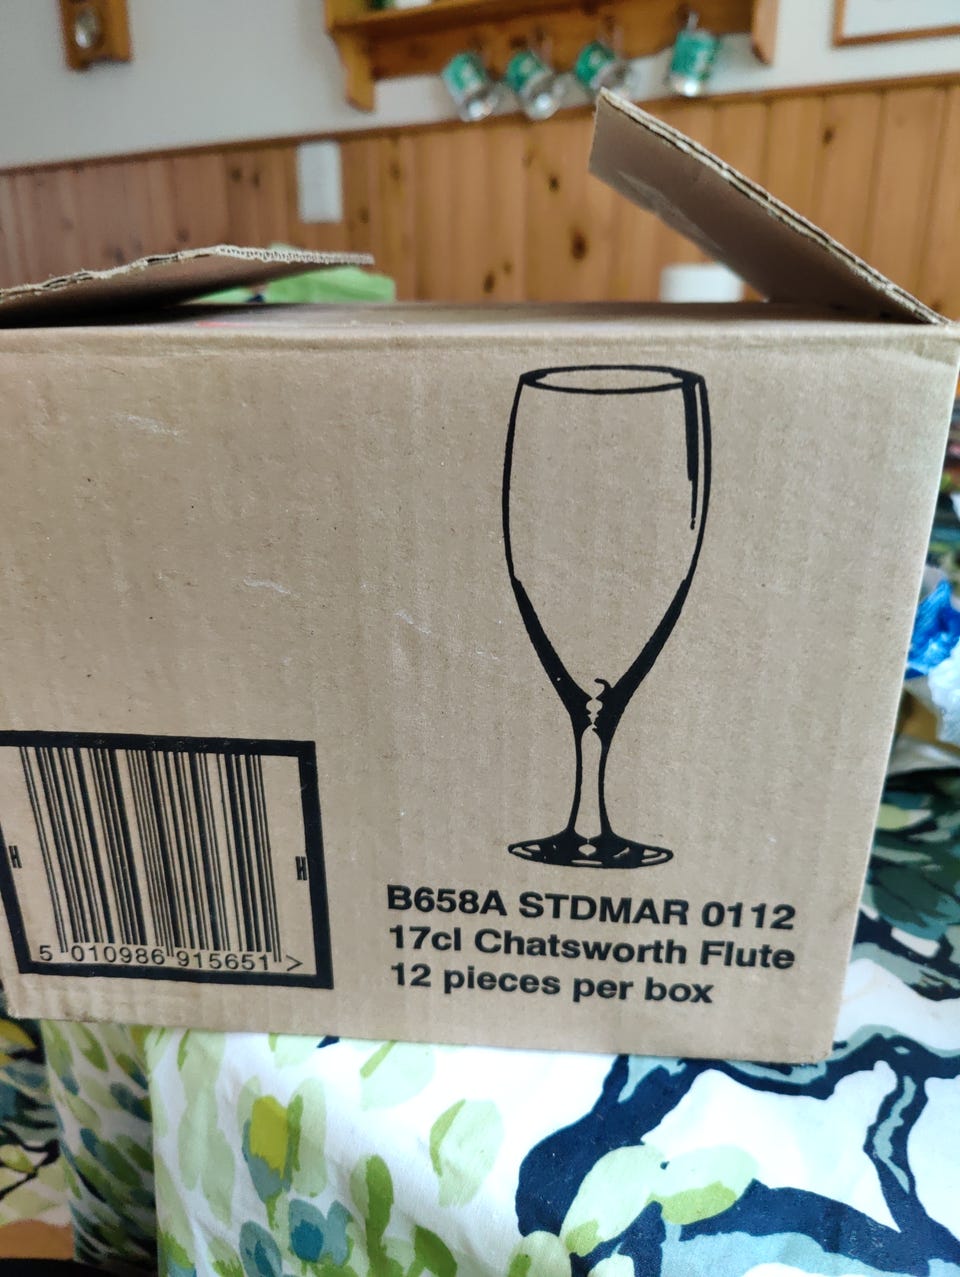 B658A STDMAR 0112
17cl Chatsworth Flute
12 pieces per box
H H
5 010986 915651 >